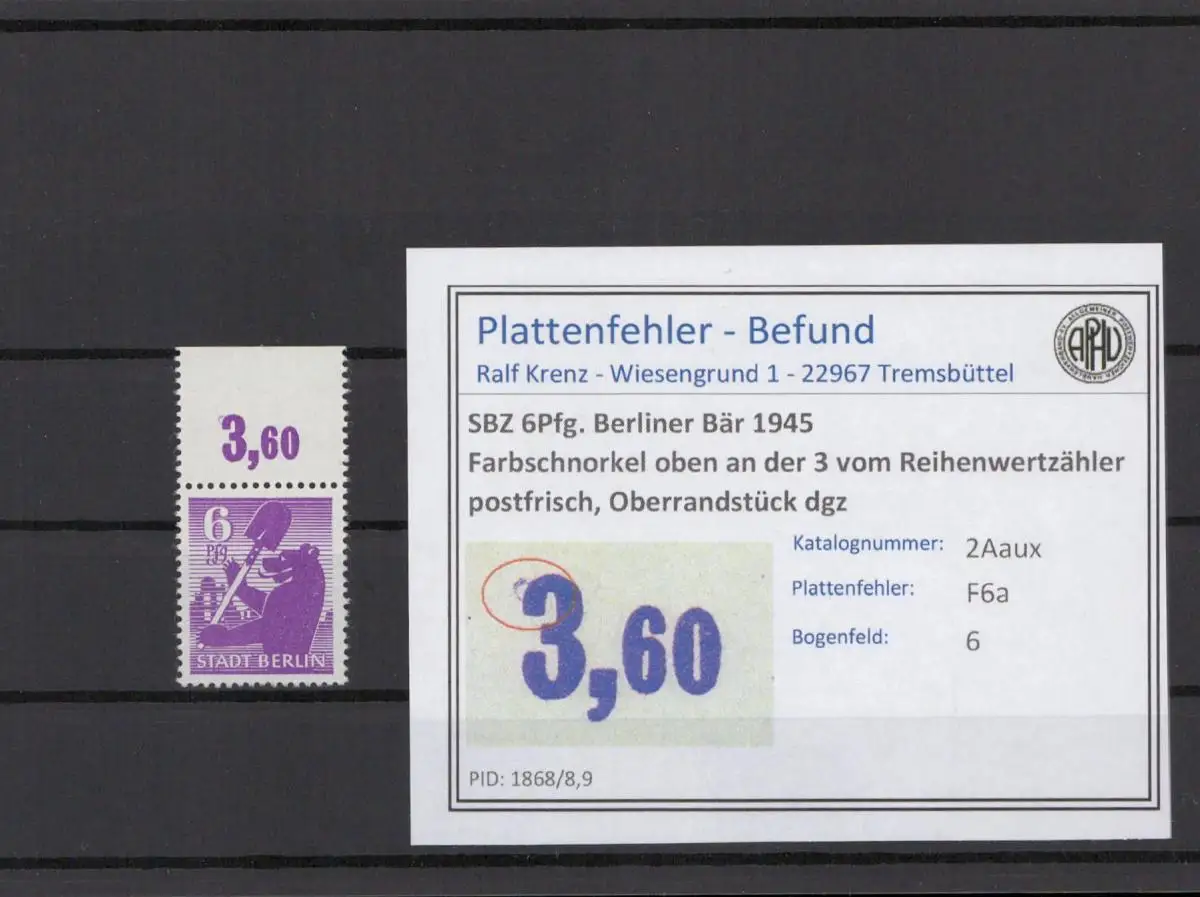 3,60
6
Pfg
STADT BERLIN
Plattenfehler - Befund
Ralf Krenz - Wiesengrund 1 - 22967 Tremsbüttel
APHV
SBZ 6Pfg. Berliner Bär 1945
Farbschnorkel oben an der 3 vom Reihenwertzähler
postfrisch, Oberrandstück dgz
3,60
Katalognummer: 2Aaux
Plattenfehler: F6a
Bogenfeld: 6
PID: 1868/8,9